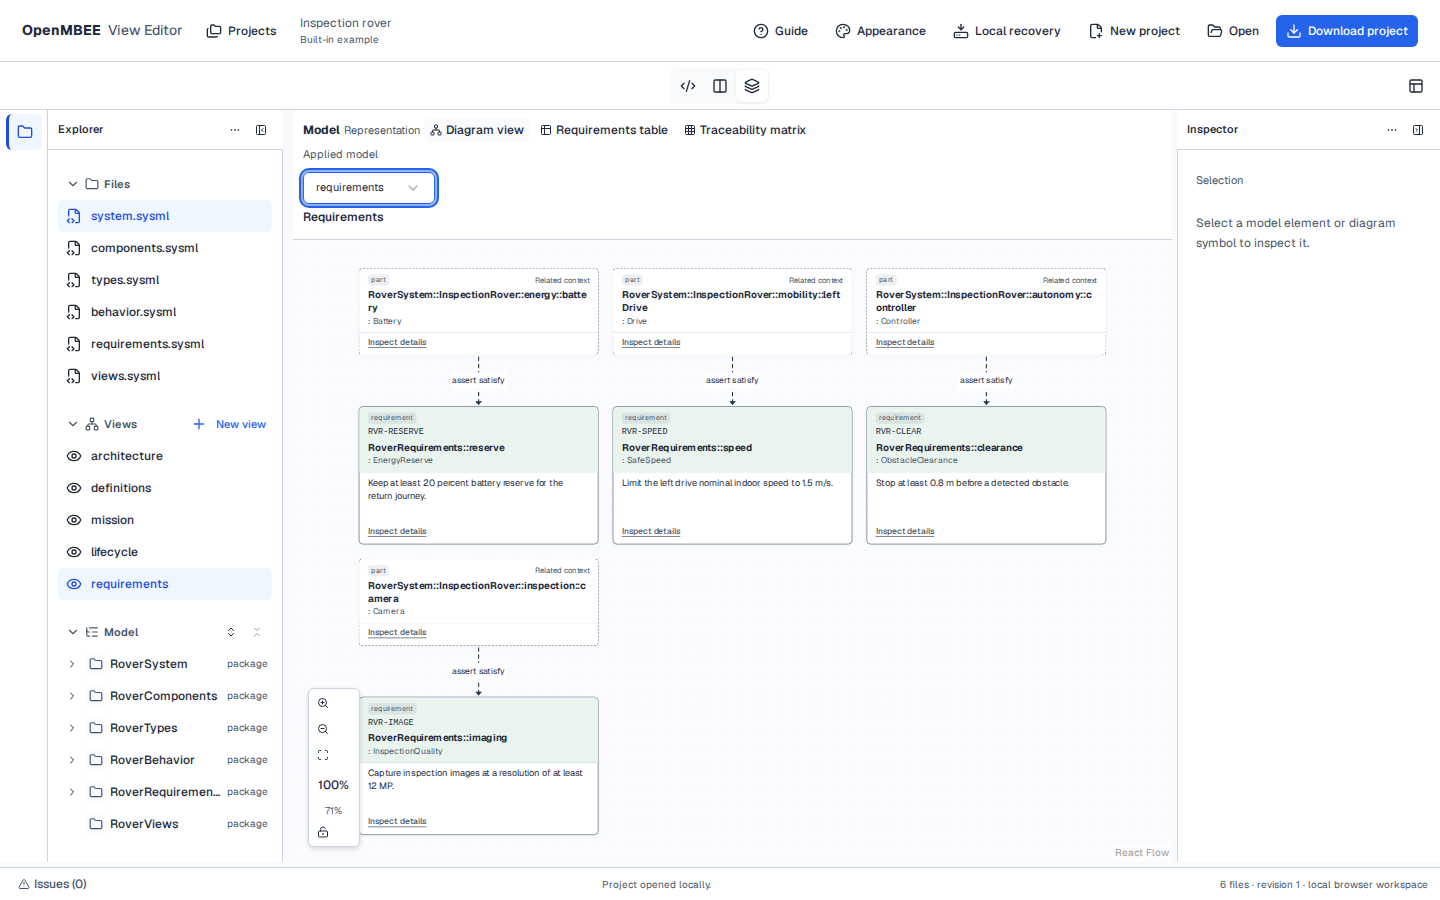 OpenMBEE View Editor
Projects
Inspection rover
Built-in example
Guide
Appearance
Local recovery
New project
Open
Download project
Explorer
Files
system.sysml
components.sysml
types.sysml
behavior.sysml
requirements.sysml
views.sysml
Views
New view
architecture
definitions
mission
lifecycle
requirements
Model
RoverSystem package
RoverComponents package
RoverTypes package
RoverBehavior package
RoverRequiremen... package
RoverViews package
Model Representation Diagram view Requirements table Traceability matrix
Applied model
requirements
Requirements
part Related context
RoverSystem::InspectionRover::energy::batte
ry
: Battery
Inspect details
part Related context
RoverSystem::InspectionRover::mobility::left
Drive
: Drive
Inspect details
part Related context
RoverSystem::InspectionRover::autonomy::c
ontroller
: Controller
Inspect details
assert satisfy
assert satisfy
assert satisfy
requirement
RVR-RESERVE
RoverRequirements::reserve
: EnergyReserve
Keep at least 20 percent battery reserve for the
return journey.
Inspect details
requirement
RVR-SPEED
RoverRequirements::speed
: SafeSpeed
Limit the left drive nominal indoor speed to 1.5 m/s.
Inspect details
requirement
RVR-CLEAR
RoverRequirements::clearance
: ObstacleClearance
Stop at least 0.8 m before a detected obstacle.
Inspect details
part Related context
RoverSystem::InspectionRover::inspection::c
amera
: Camera
Inspect details
assert satisfy
requirement
RVR-IMAGE
RoverRequirements::imaging
: InspectionQuality
Capture inspection images at a resolution of at least
12 MP.
Inspect details
100%
71%
React Flow
Inspector
Selection
Select a model element or diagram
symbol to inspect it.
Issues (0)
Project opened locally.
6 files · revision 1 · local browser workspace